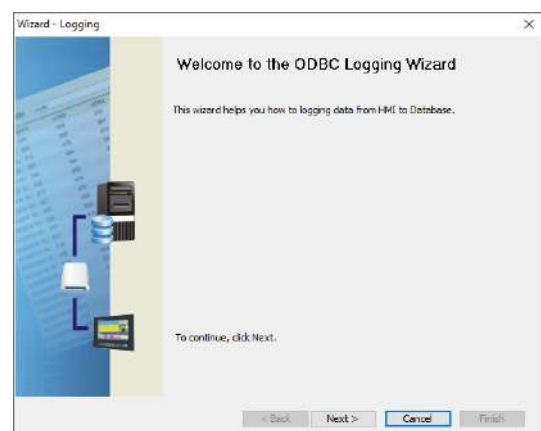 Wizard - Logging
Welcome to the ODBC Logging Wizard
This wizard helps you how to logging data from HMI to Database.
To continue, click Next.
< Back Next > Cancel Finish